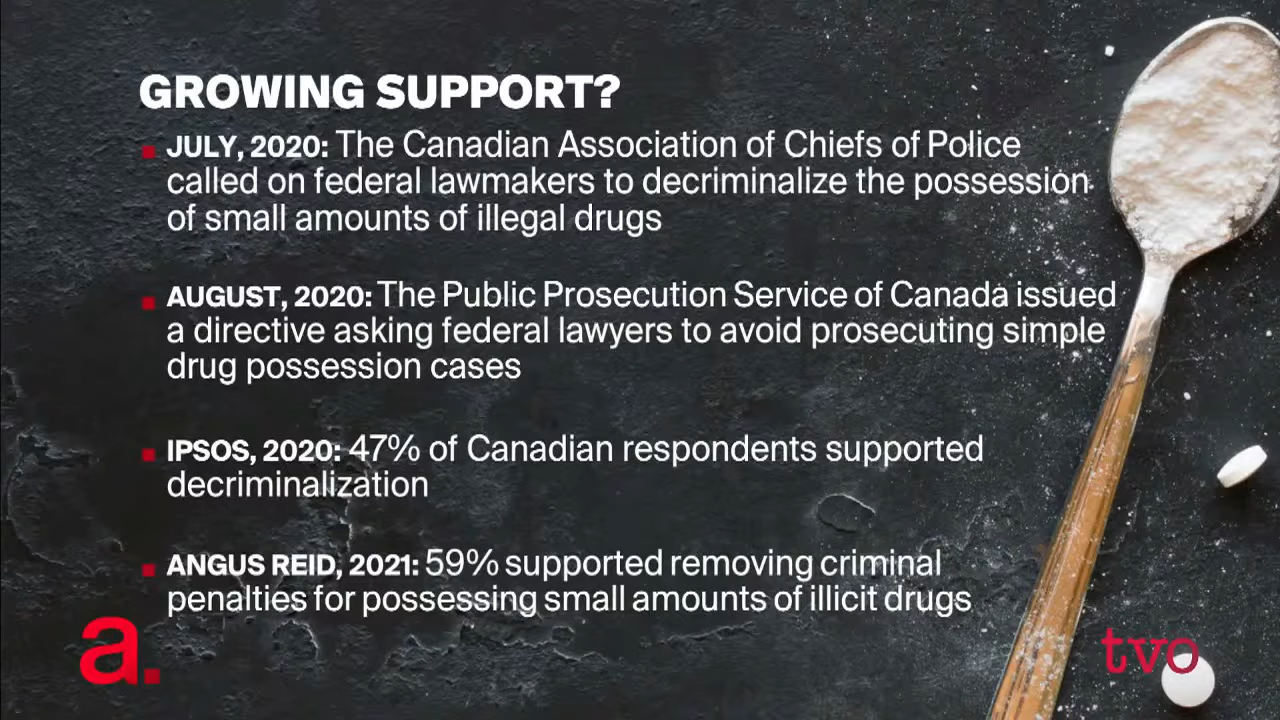 GROWING SUPPORT?
JULY, 2020: The Canadian Association of Chiefs of Police
called on federal lawmakers to decriminalize the possession
of small amounts of illegal drugs
AUGUST, 2020: The Public Prosecution Service of Canada issued
a directive asking federal lawyers to avoid prosecuting simple
drug possession cases
IPSOS, 2020: 47% of Canadian respondents supported
decriminalization
ANGUS REID, 2021: 59% supported removing criminal
penalties for possessing small amounts of illicit drugs
a.
tvo